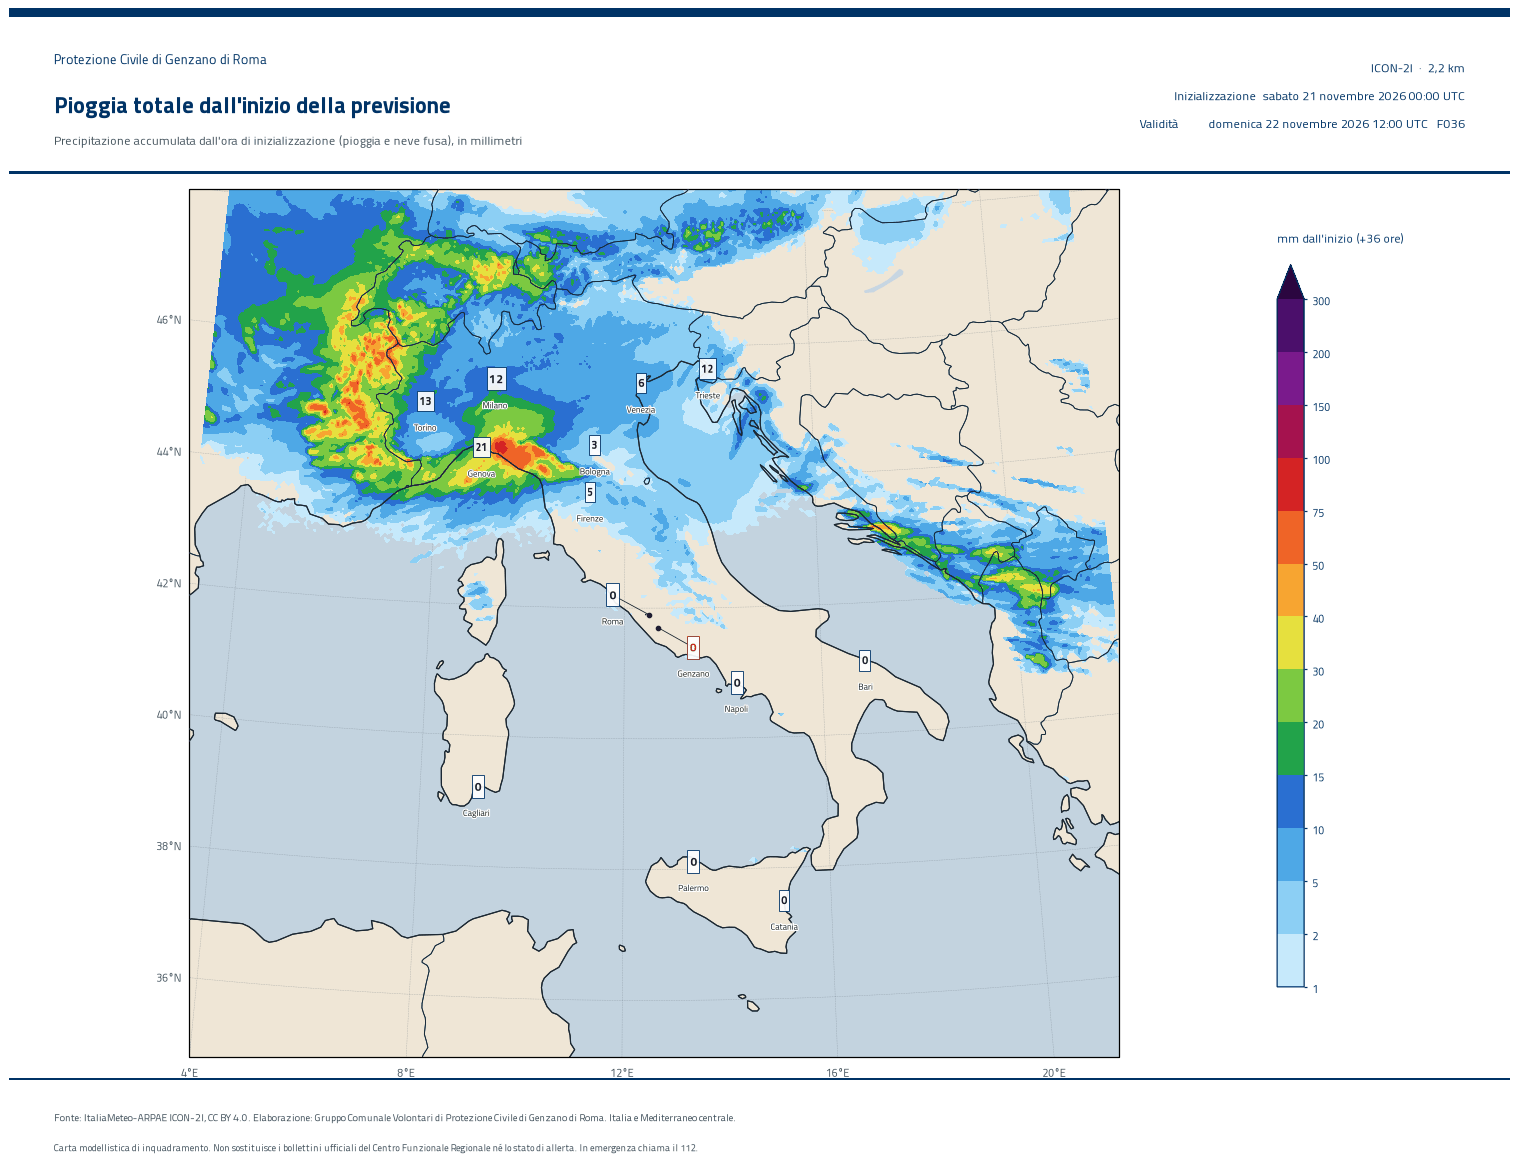 Protezione Civile di Genzano di Roma
Pioggia totale dall'inizio della previsione
Precipitazione accumulata dall'ora di inizializzazione (pioggia e neve fusa), in millimetri
ICON-2I · 2,2 km
Inizializzazione sabato 21 novembre 2026 00:00 UTC
Validità domenica 22 novembre 2026 12:00 UTC F036
mm dall'inizio (+36 ore)
300
200
150
100
75
50
40
30
20
15
10
5
2
1
46°N
44°N
42°N
40°N
38°N
36°N
4°E
8°E
12°E
16°E
20°E
12
Milano
13
Torino
6
Venezia
12
Trieste
21
Genova
3
Bologna
5
Firenze
0
Roma
0
Genzano
0
Napoli
0
Bari
0
Cagliari
0
Palermo
0
Catania
Fonte: ItaliaMeteo-ARPAE ICON-2I, CC BY 4.0. Elaborazione: Gruppo Comunale Volontari di Protezione Civile di Genzano di Roma. Italia e Mediterraneo centrale.
Carta modellistica di inquadramento. Non sostituisce i bollettini ufficiali del Centro Funzionale Regionale né lo stato di allerta. In emergenza chiama il 112.